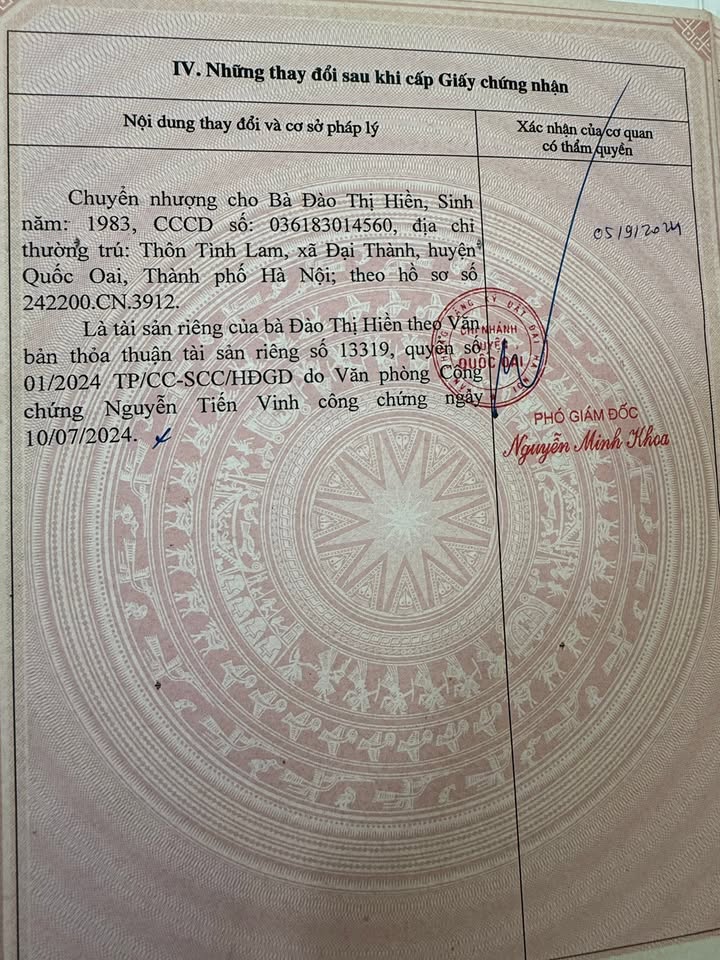 IV. Những thay đổi sau khi cấp Giấy chứng nhận
Nội dung thay đổi và cơ sở pháp lý
Xác nhận của cơ quan
có thẩm quyền
Chuyển nhượng cho Bà Đào Thị Hiền, Sinh
năm: 1983, CCCD số: 036183014560, địa chỉ
thường trú: Thôn Tình Lam, xã Đại Thành, huyện
Quốc Oai, Thành phố Hà Nội; theo hồ sơ số
242200.CN.3912.
Là tài sản riêng của bà Đào Thị Hiền theo Văn
bản thỏa thuận tài sản riêng số 13319, quyển số
01/2024 TP/CC-SCC/HĐGD do Văn phòng Công
chứng Nguyễn Tiến Vinh công chứng ngày
10/07/2024.
05/9/2024
CHI NHÁNH
HUYỆN
QUỐC OAI
PHÓ GIÁM ĐỐC
Nguyễn Minh Khoa